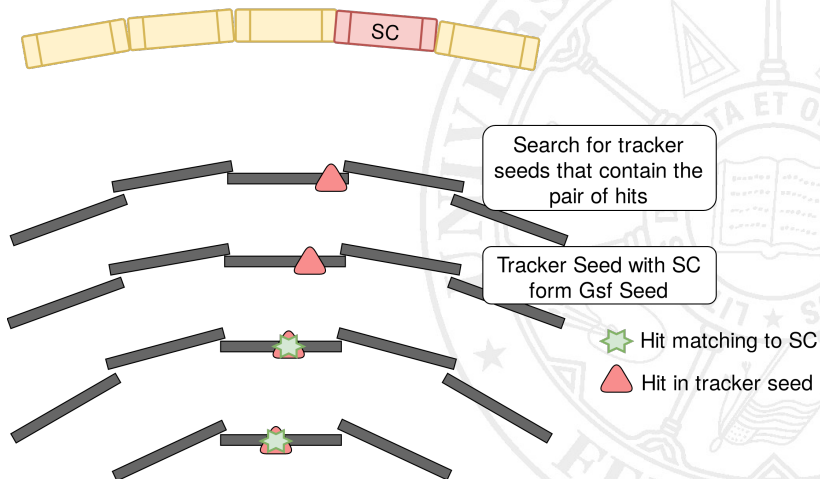 SC
Search for tracker
seeds that contain the
pair of hits
Tracker Seed with SC
form Gsf Seed
Hit matching to SC
Hit in tracker seed